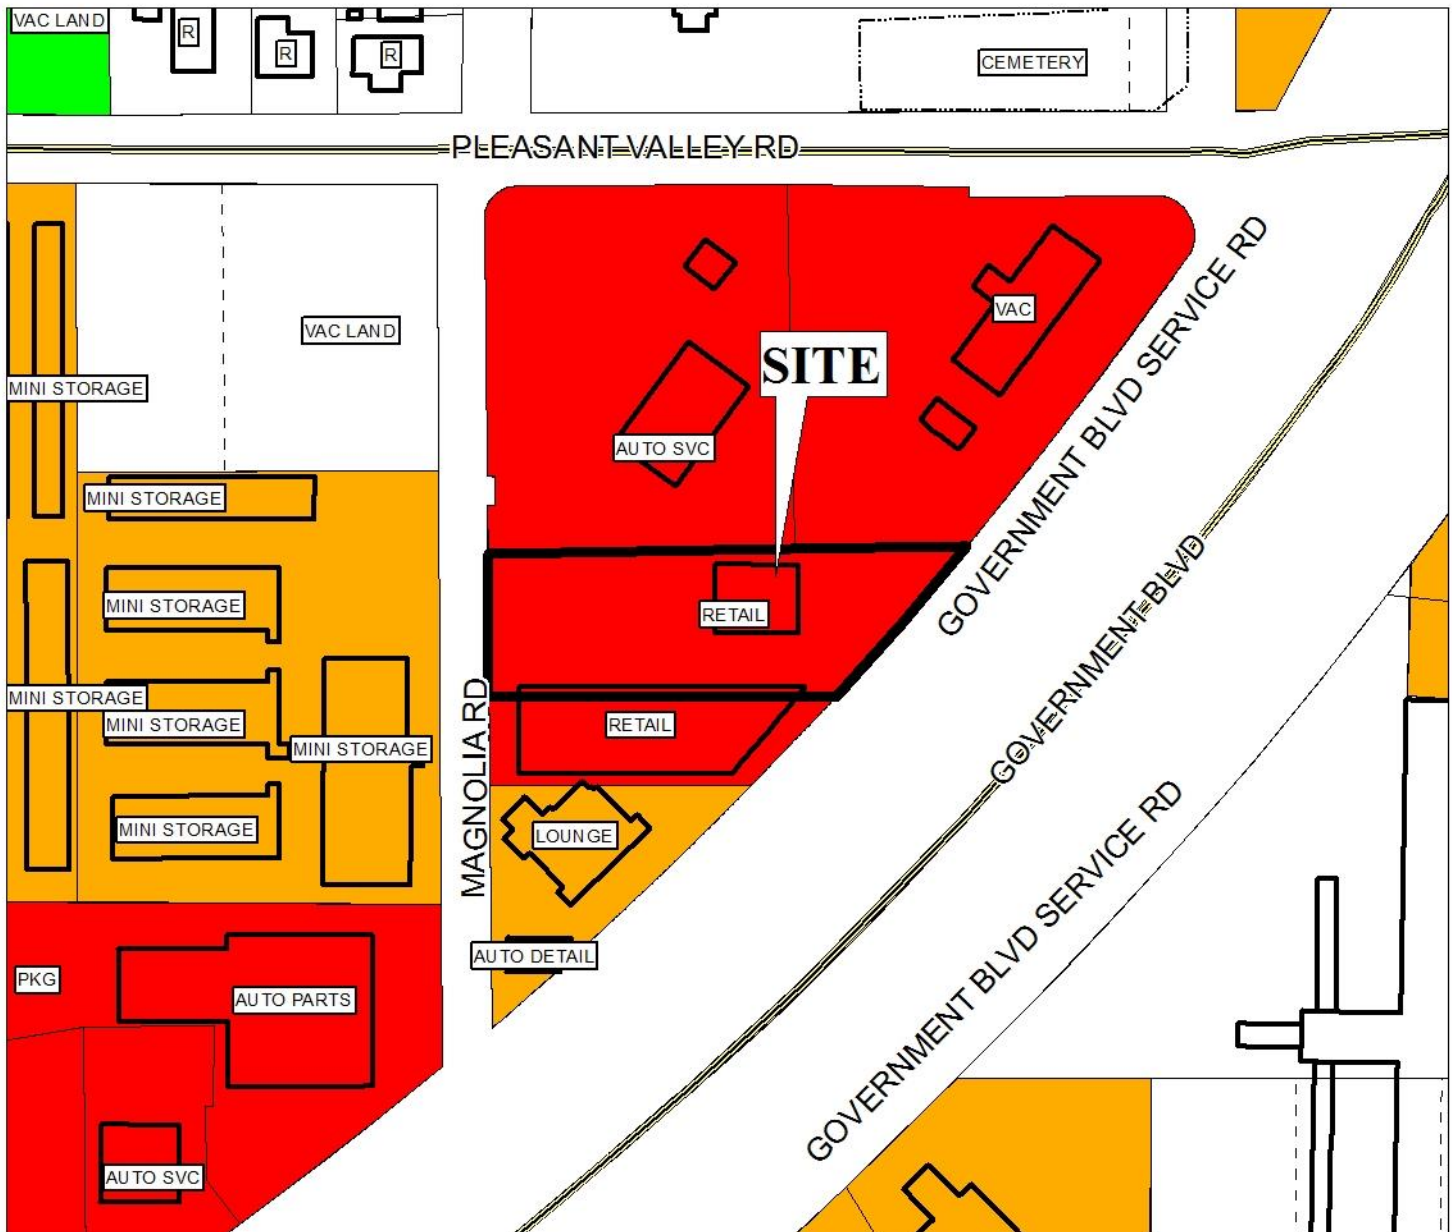 VAC LAND
R
R
R
CEMETERY
PLEASANT VALLEY RD
GOVERNMENT BLVD SERVICE RD
VAC
VAC LAND
SITE
MINI STORAGE
AUTO SVC
MINI STORAGE
MINI STORAGE
RETAIL
GOVERNMENT BLVD
MINI STORAGE
MINI STORAGE
RETAIL
MINI STORAGE
MAGNOLIA RD
MINI STORAGE
LOUNGE
GOVERNMENT BLVD SERVICE RD
AUTO DETAIL
PKG
AUTO PARTS
AUTO SVC